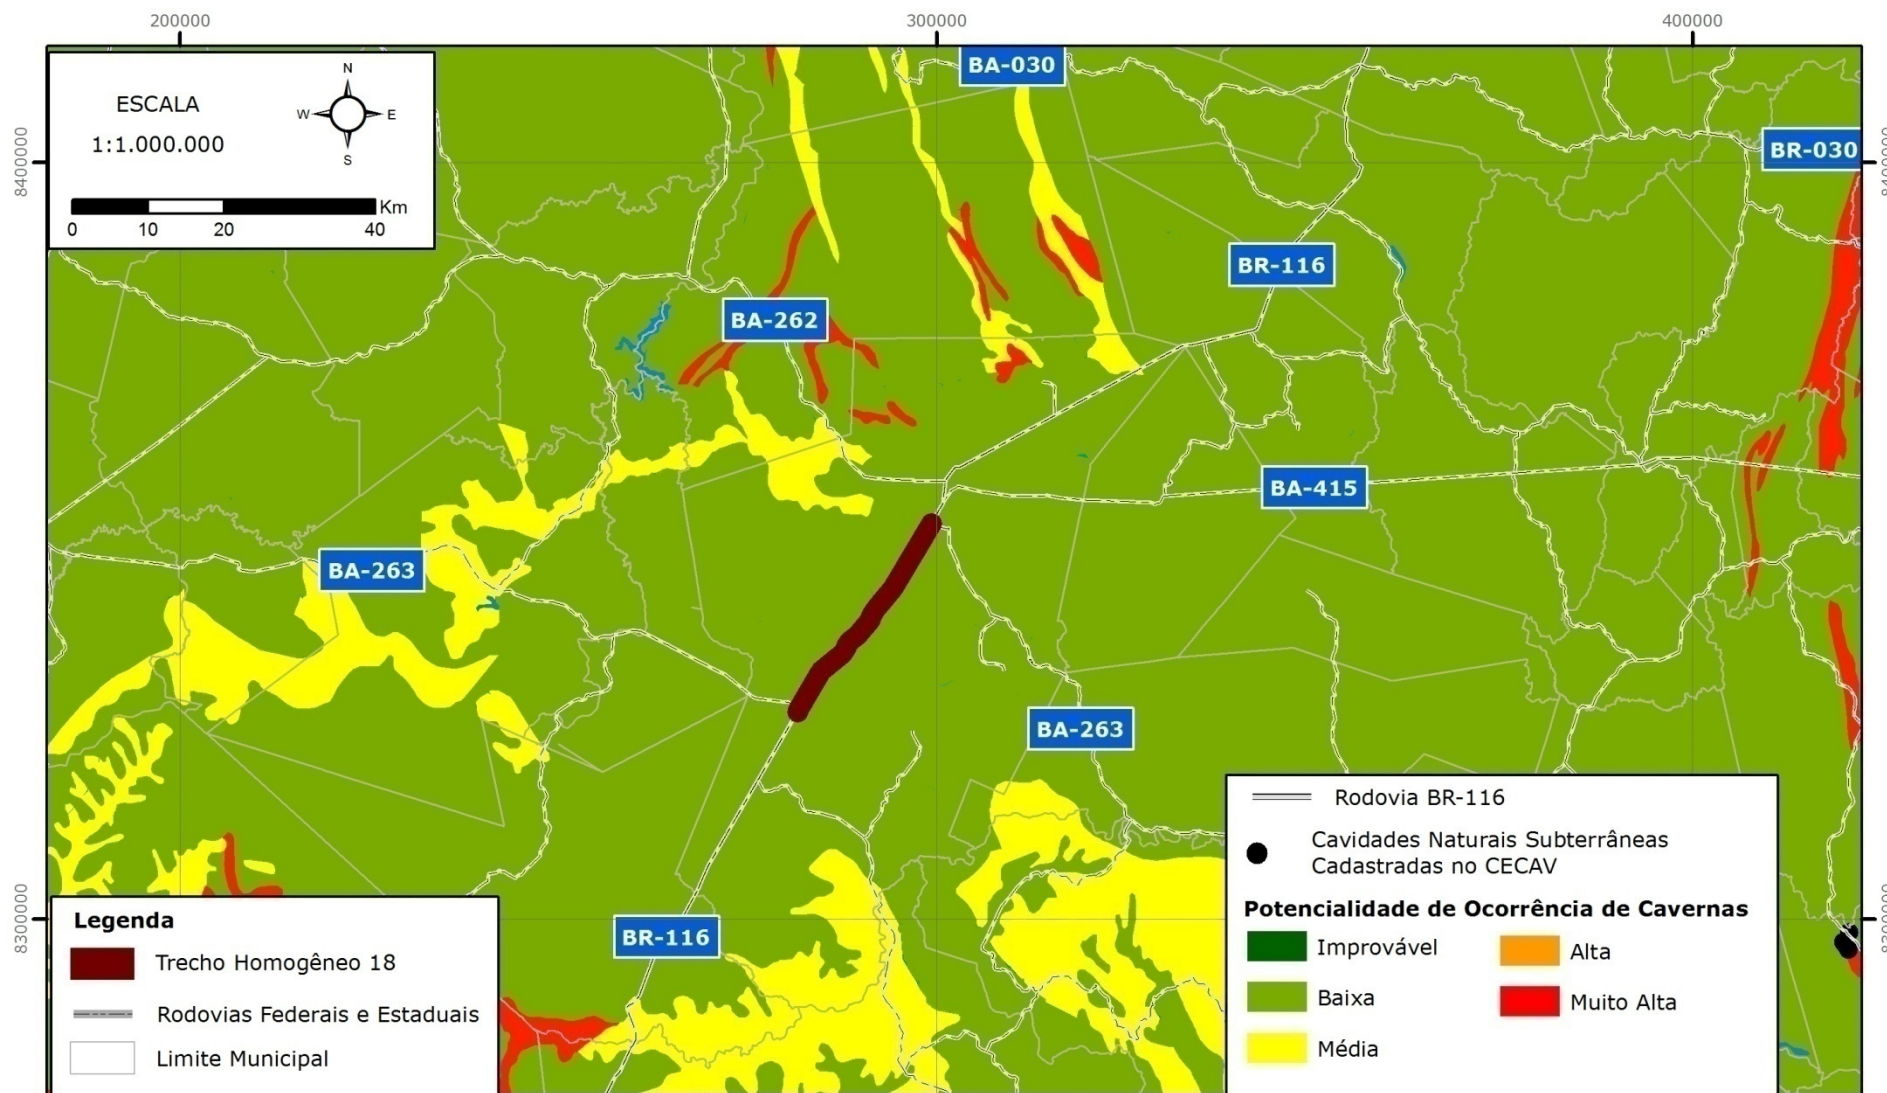 200000
300000
400000
ESCALA
1:1.000.000
N
W
E
S
Km
0
10
20
40
8400000
8400000
BA-030
BR-030
BR-116
BA-262
BA-415
BA-263
BA-263
BR-116
8300000
8300000
Legenda
Trecho Homogêneo 18
Rodovias Federais e Estaduais
Limite Municipal
Rodovia BR-116
Cavidades Naturais Subterrâneas
Cadastradas no CECAV
Potencialidade de Ocorrência de Cavernas
Improvável
Baixa
Média
Alta
Muito Alta